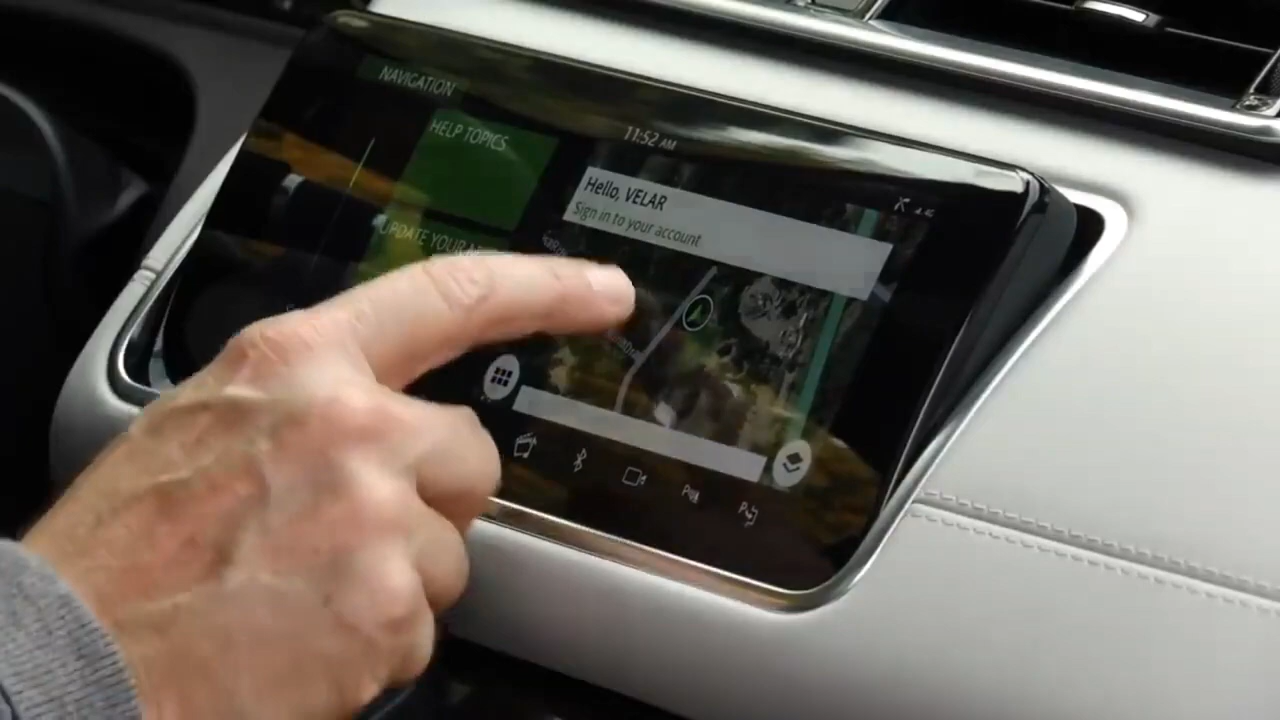 NAVIGATION
HELP TOPICS
11:52 AM
Hello, VELAR
Sign in to your account
UPDATE YOUR